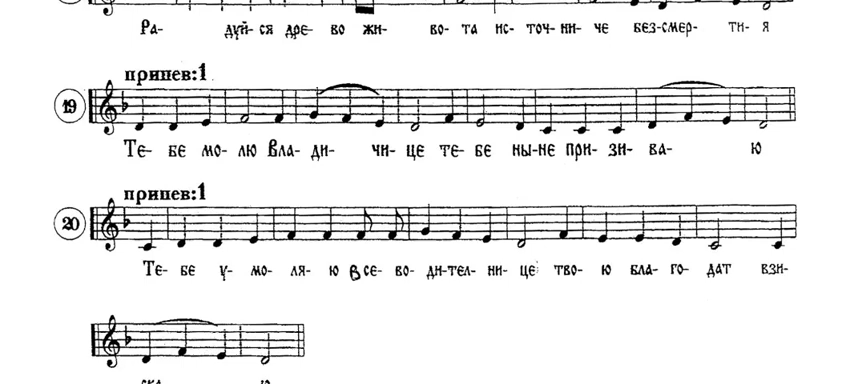 Ра- дуй-ся дре- во жи- во-та ис-точ-ни-че без-смер-ти-я
припев:1
19
Те-бе мо-лю Вла-ди- чи-це те-бе ны-не при-зи-ва- ю
припев:1
20
Те-бе у-мо-ля-ю Все-во-ди-тел-ни-це тво-ю бла-го-дат взи-